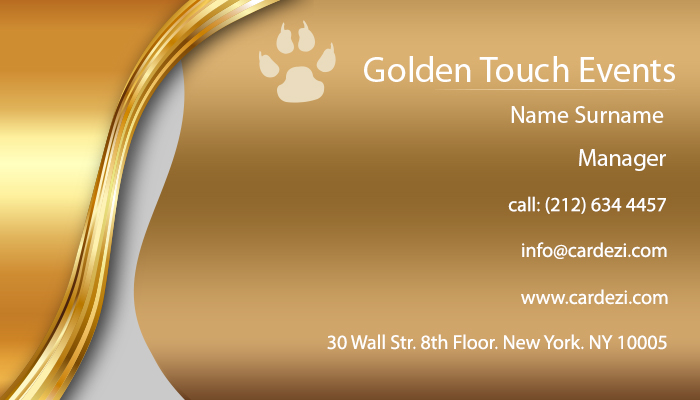 Golden Touch Events
Name Surname
Manager
call: (212) 634 4457
info@cardezi.com
www.cardezi.com
30 Wall Str. 8th Floor. New York. NY 10005